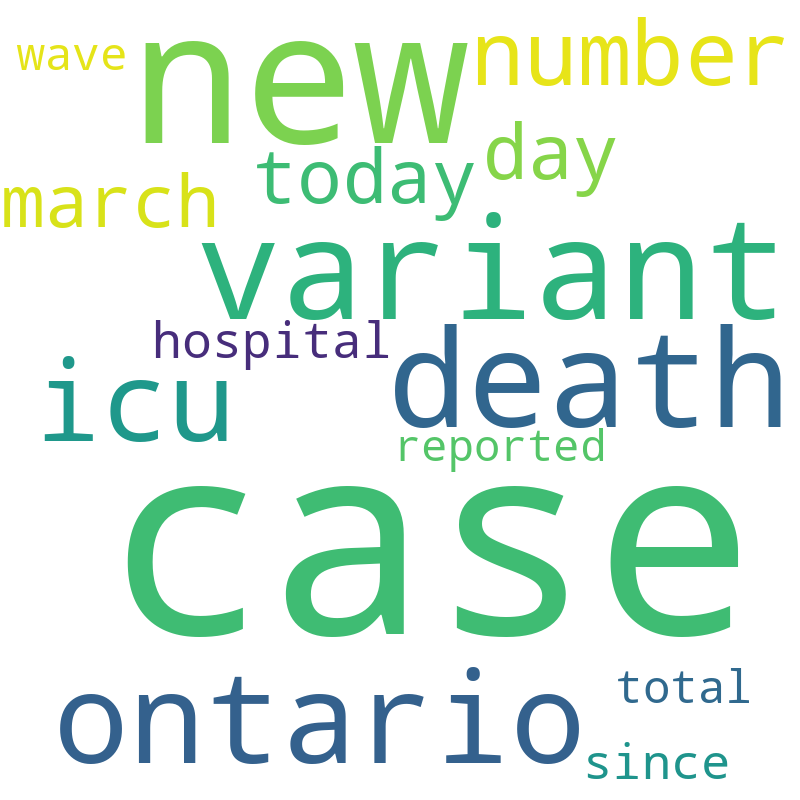 wave
new
number
today
day
march
variant
hospital
death
icu
reported
case
ontario
total
since